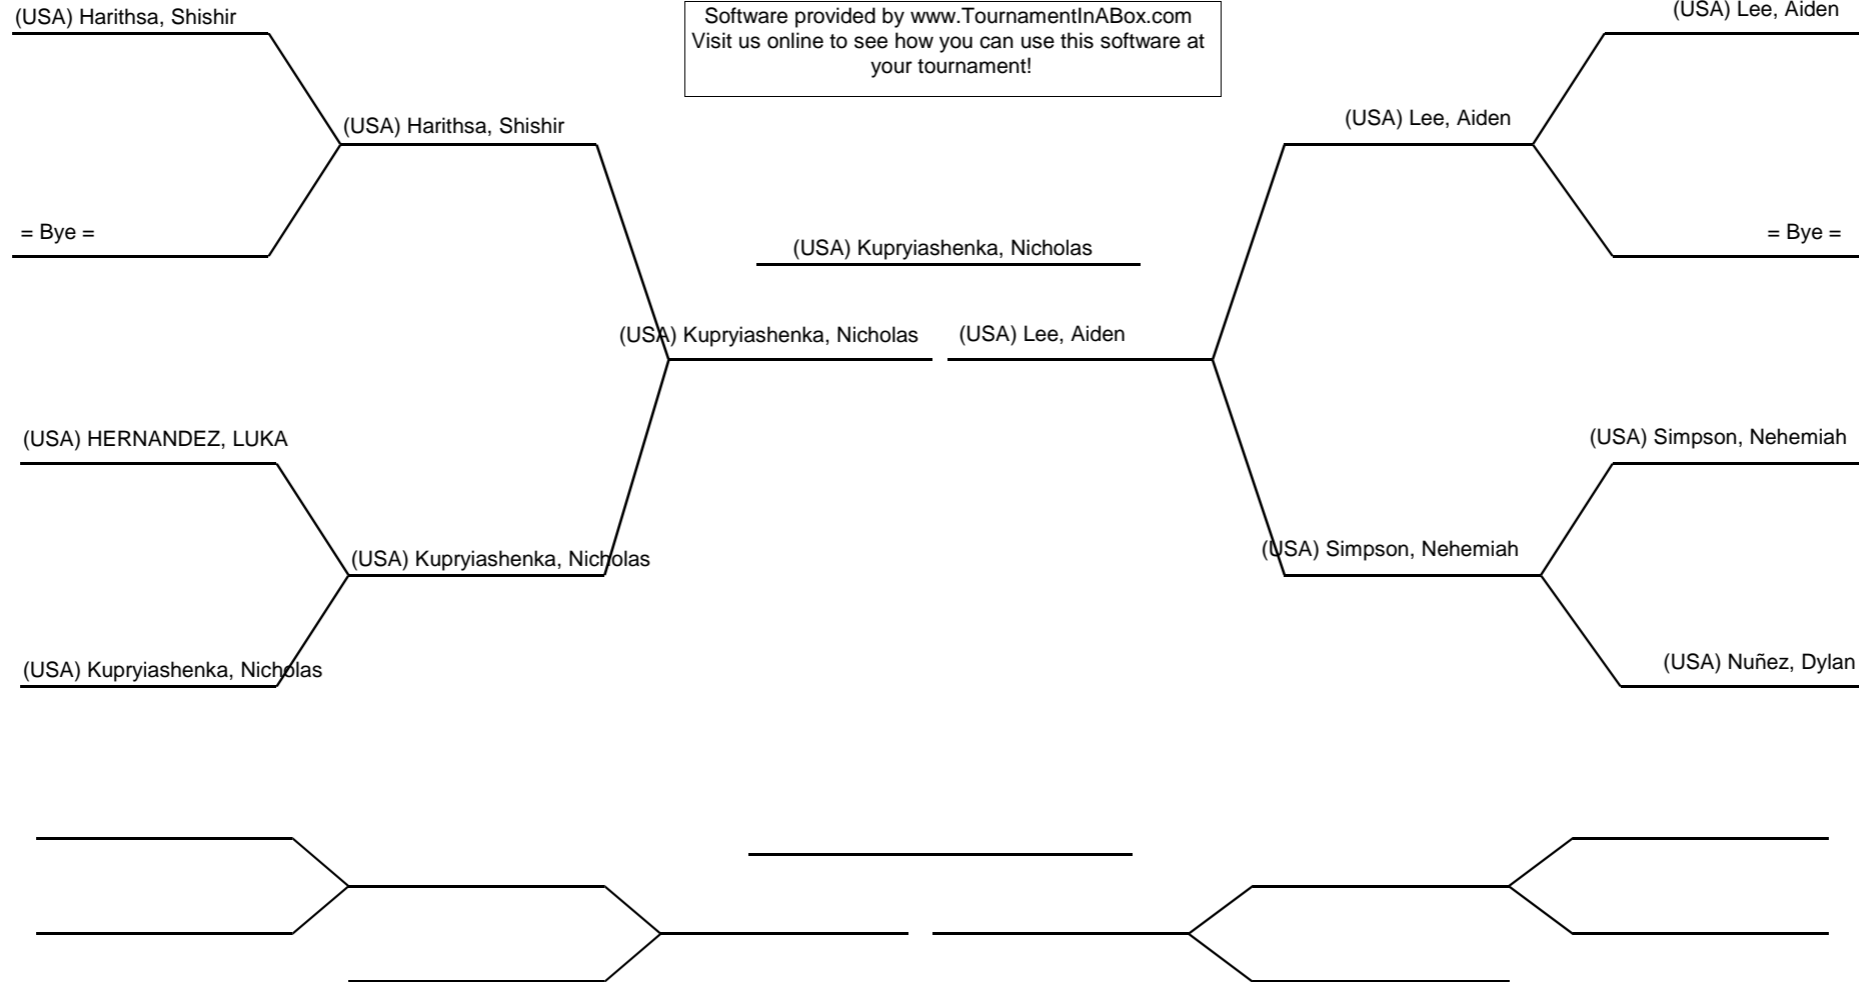 (USA) Harithsa, Shishir
Software provided by www.TournamentInABox.com
Visit us online to see how you can use this software at
your tournament!
(USA) Lee, Aiden
(USA) Harithsa, Shishir
(USA) Lee, Aiden
= Bye =
= Bye =
(USA) Kupryiashenka, Nicholas
(USA) Kupryiashenka, Nicholas
(USA) Lee, Aiden
(USA) HERNANDEZ, LUKA
(USA) Simpson, Nehemiah
(USA) Kupryiashenka, Nicholas
(USA) Simpson, Nehemiah
(USA) Kupryiashenka, Nicholas
(USA) Nuñez, Dylan